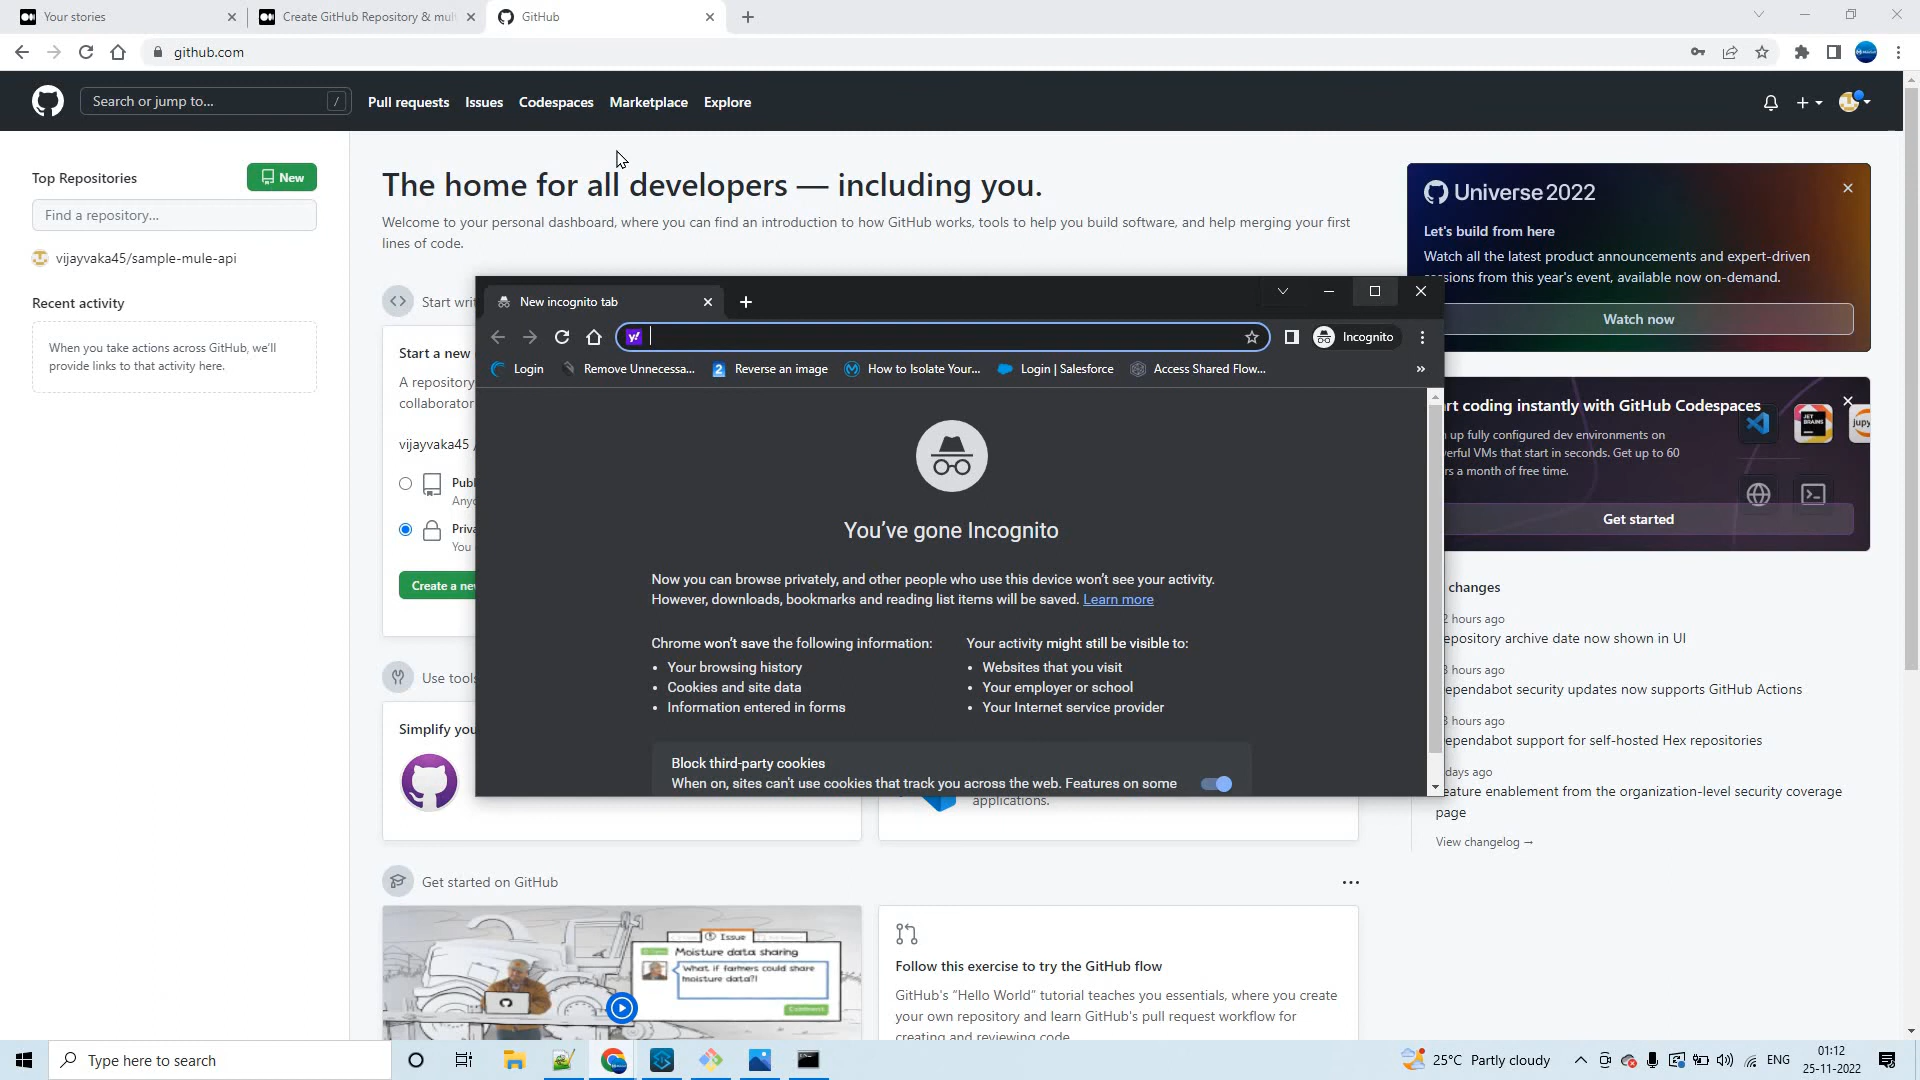 Your stories
Create GitHub Repository & mul
GitHub
github.com
Search or jump to...
/
Pull requests
Issues
Codespaces
Marketplace
Explore
Top Repositories
New
Find a repository...
vijayvaka45/sample-mule-api
Recent activity
When you take actions across GitHub, we'll
provide links to that activity here.
The home for all developers — including you.
Welcome to your personal dashboard, where you can find an introduction to how GitHub works, tools to help you build software, and help merging your first
lines of code.
Start wri
Start a new
A repository
collaborator
vijayvaka45 /
Publ
Anyo
Priva
You
Create a new
Use tools
Simplify you
applications.
New incognito tab
y!
Incognito
Login
Remove Unnecessa...
2
Reverse an image
How to Isolate Your...
Login | Salesforce
Access Shared Flow...
»
You've gone Incognito
Now you can browse privately, and other people who use this device won't see your activity.
However, downloads, bookmarks and reading list items will be saved. Learn more
Chrome won't save the following information:
• Your browsing history
• Cookies and site data
• Information entered in forms
Your activity might still be visible to:
• Websites that you visit
• Your employer or school
• Your Internet service provider
Block third-party cookies
When on, sites can't use cookies that track you across the web. Features on some
Universe2022
Let's build from here
Watch all the latest product announcements and expert-driven
sessions from this year's event, available now on-demand.
Watch now
rt coding instantly with GitHub Codespaces
up fully configured dev environments on
erful VMs that start in seconds. Get up to 60
rs a month of free time.
JET BRAINS
jupy
Get started
changes
2 hours ago
epository archive date now shown in UI
3 hours ago
ependabot security updates now supports GitHub Actions
3 hours ago
ependabot support for self-hosted Hex repositories
days ago
eature enablement from the organization-level security coverage
page
View changelog →
Get started on GitHub
Issue
Moisture data sharing
What if farmers could share
moisture data?!
Comment
Follow this exercise to try the GitHub flow
GitHub's "Hello World" tutorial teaches you essentials, where you create
your own repository and learn GitHub's pull request workflow for
creating and reviewing code.
Type here to search
25°C Partly cloudy
ENG
01:12
25-11-2022